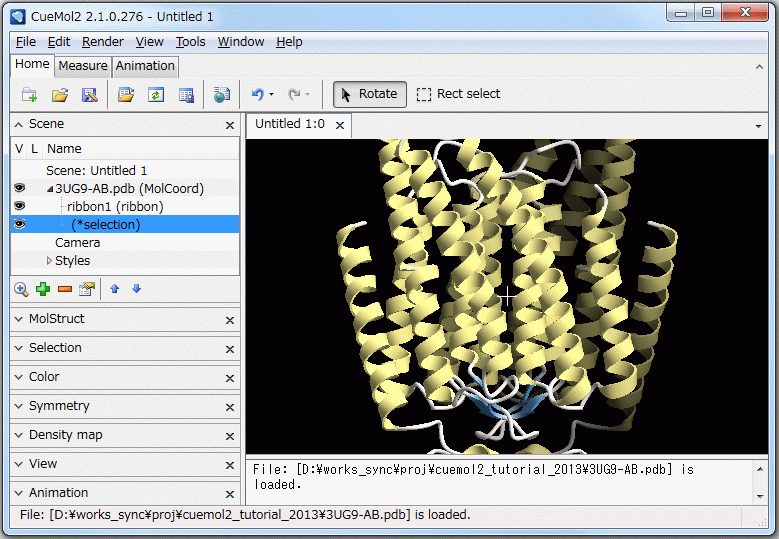 CueMol2 2.1.0.276 - Untitled 1
File Edit Render View Tools Window Help
Home Measure Animation
Rotate Rect select
Scene
Untitled 1:0
V L Name
Scene: Untitled 1
3UG9-AB.pdb (MolCoord)
ribbon1 (ribbon)
(*selection)
Camera
Styles
MolStruct
Selection
Color
Symmetry
Density map
View
Animation
File: [D:¥works_sync¥proj¥cuemol2_tutorial_2013¥3UG9-AB.pdb] is
loaded.
File: [D:¥works_sync¥proj¥cuemol2_tutorial_2013¥3UG9-AB.pdb] is loaded.